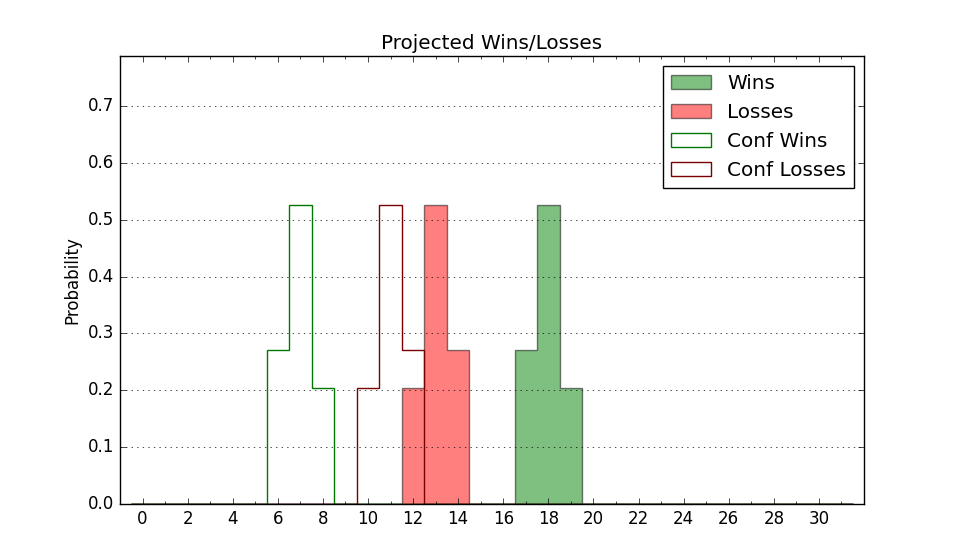 Projected Wins/Losses
Wins
Losses
Conf Wins
Conf Losses
Probability
0.7
0.6
0.5
0.4
0.3
0.2
0.1
0.0
0 2 4 6 8 10 12 14 16 18 20 22 24 26 28 30